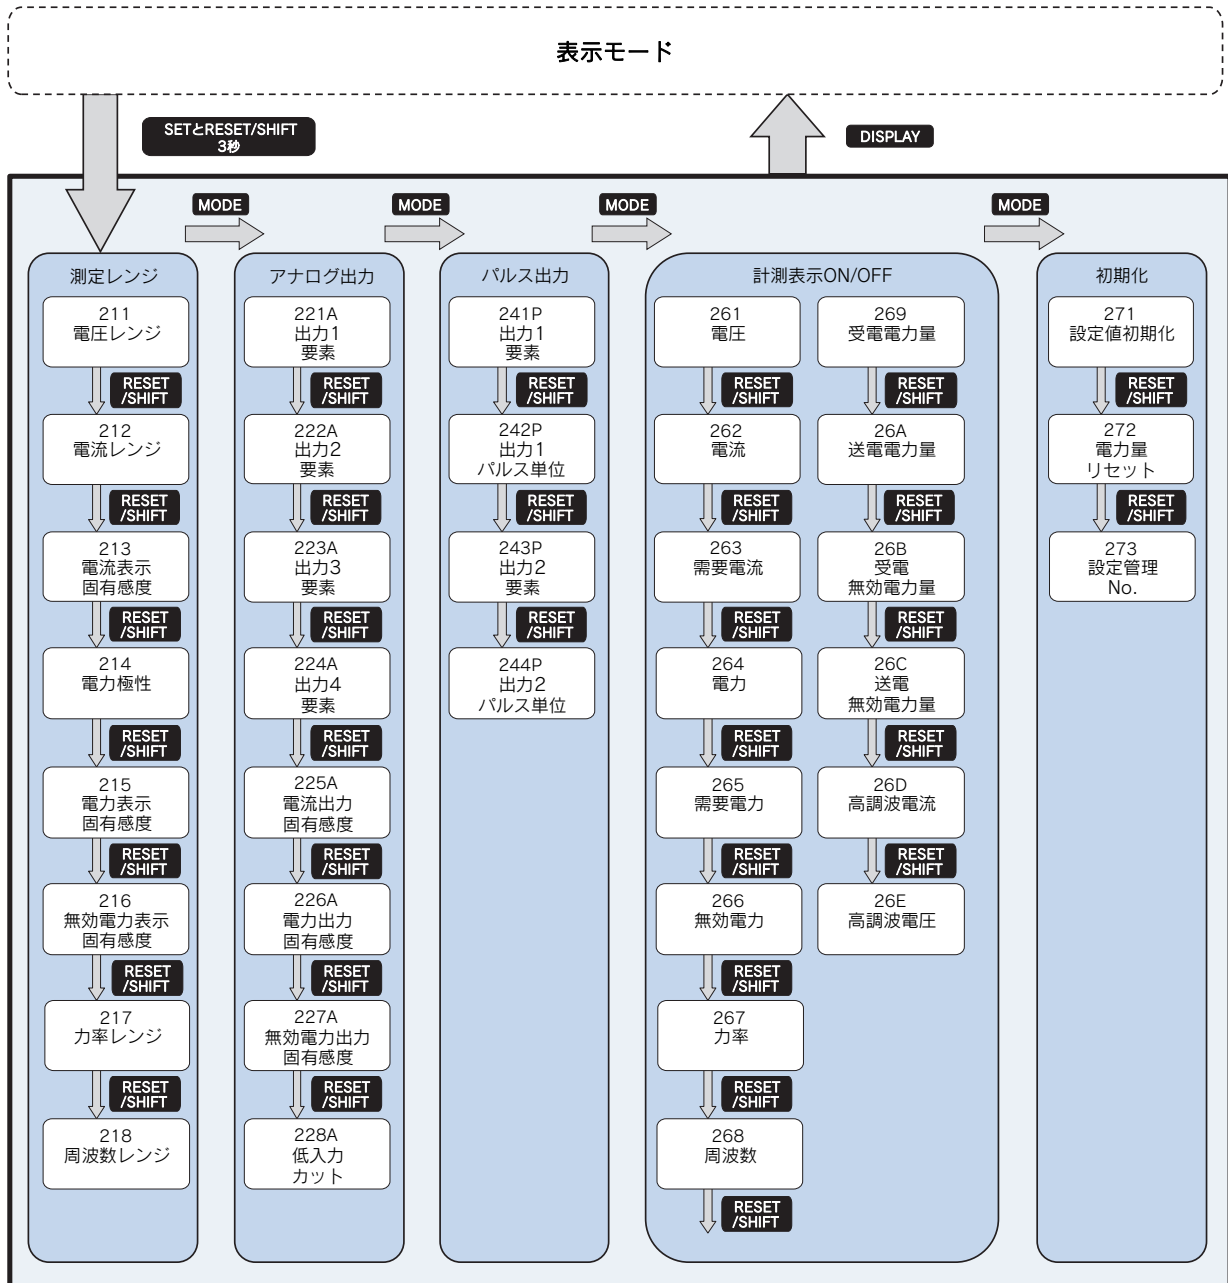 表示モード
SETとRESET/SHIFT
3秒
DISPLAY
MODE
MODE
MODE
MODE
測定レンジ
211
電圧レンジ
RESET
/SHIFT
212
電流レンジ
RESET
/SHIFT
213
電流表示
固有感度
RESET
/SHIFT
214
電力極性
RESET
/SHIFT
215
電力表示
固有感度
RESET
/SHIFT
216
無効電力表示
固有感度
RESET
/SHIFT
217
力率レンジ
RESET
/SHIFT
218
周波数レンジ
アナログ出力
221A
出力1
要素
RESET
/SHIFT
222A
出力2
要素
RESET
/SHIFT
223A
出力3
要素
RESET
/SHIFT
224A
出力4
要素
RESET
/SHIFT
225A
電流出力
固有感度
RESET
/SHIFT
226A
電力出力
固有感度
RESET
/SHIFT
227A
無効電力出力
固有感度
RESET
/SHIFT
228A
低入力
カット
パルス出力
241P
出力1
要素
RESET
/SHIFT
242P
出力1
パルス単位
RESET
/SHIFT
243P
出力2
要素
RESET
/SHIFT
244P
出力2
パルス単位
計測表示ON/OFF
261
電圧
RESET
/SHIFT
262
電流
RESET
/SHIFT
263
需要電流
RESET
/SHIFT
264
電力
RESET
/SHIFT
265
需要電力
RESET
/SHIFT
266
無効電力
RESET
/SHIFT
267
力率
RESET
/SHIFT
268
周波数
RESET
/SHIFT
269
受電電力量
RESET
/SHIFT
26A
送電電力量
RESET
/SHIFT
26B
受電
無効電力量
RESET
/SHIFT
26C
送電
無効電力量
RESET
/SHIFT
26D
高調波電流
RESET
/SHIFT
26E
高調波電圧
初期化
271
設定値初期化
RESET
/SHIFT
272
電力量
リセット
RESET
/SHIFT
273
設定管理
No.